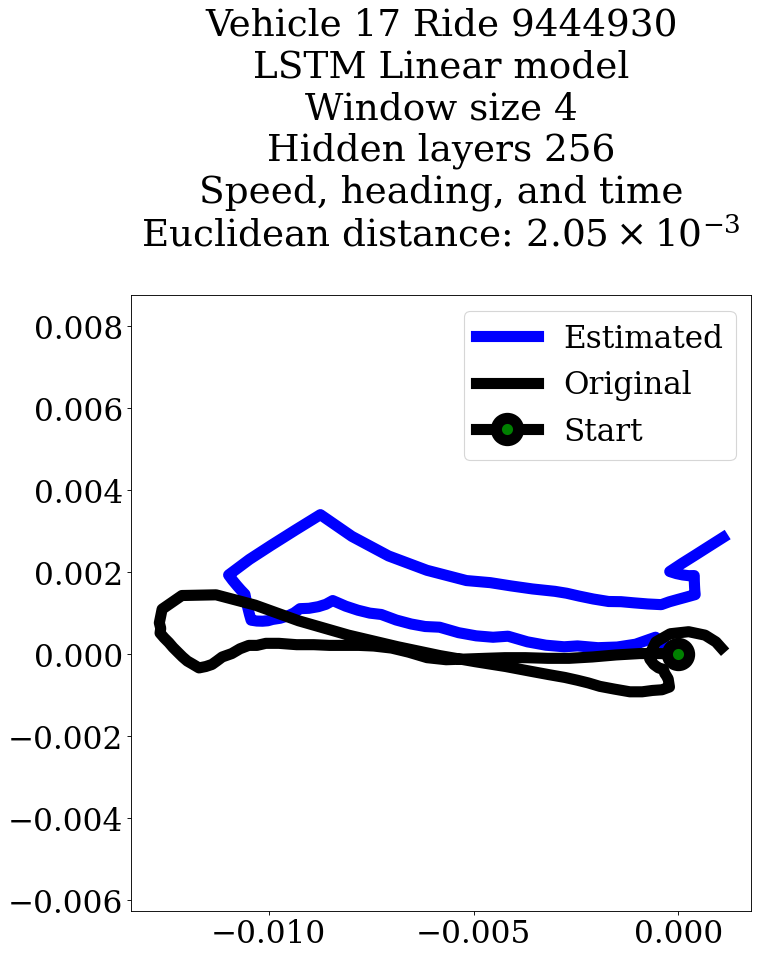 Vehicle 17 Ride 9444930
LSTM Linear model
Window size 4
Hidden layers 256
Speed, heading, and time
Euclidean distance: 2.05 × 10⁻³
Estimated
Original
Start
0.008
0.006
0.004
0.002
0.000
−0.002
−0.004
−0.006
−0.010 −0.005 0.000